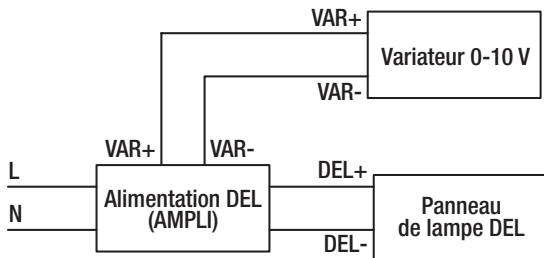 VAR+
Variateur 0-10 V
VAR-
VAR+
VAR-
L
DEL+
Alimentation DEL
(AMPLI)
Panneau
de lampe DEL
N
DEL-